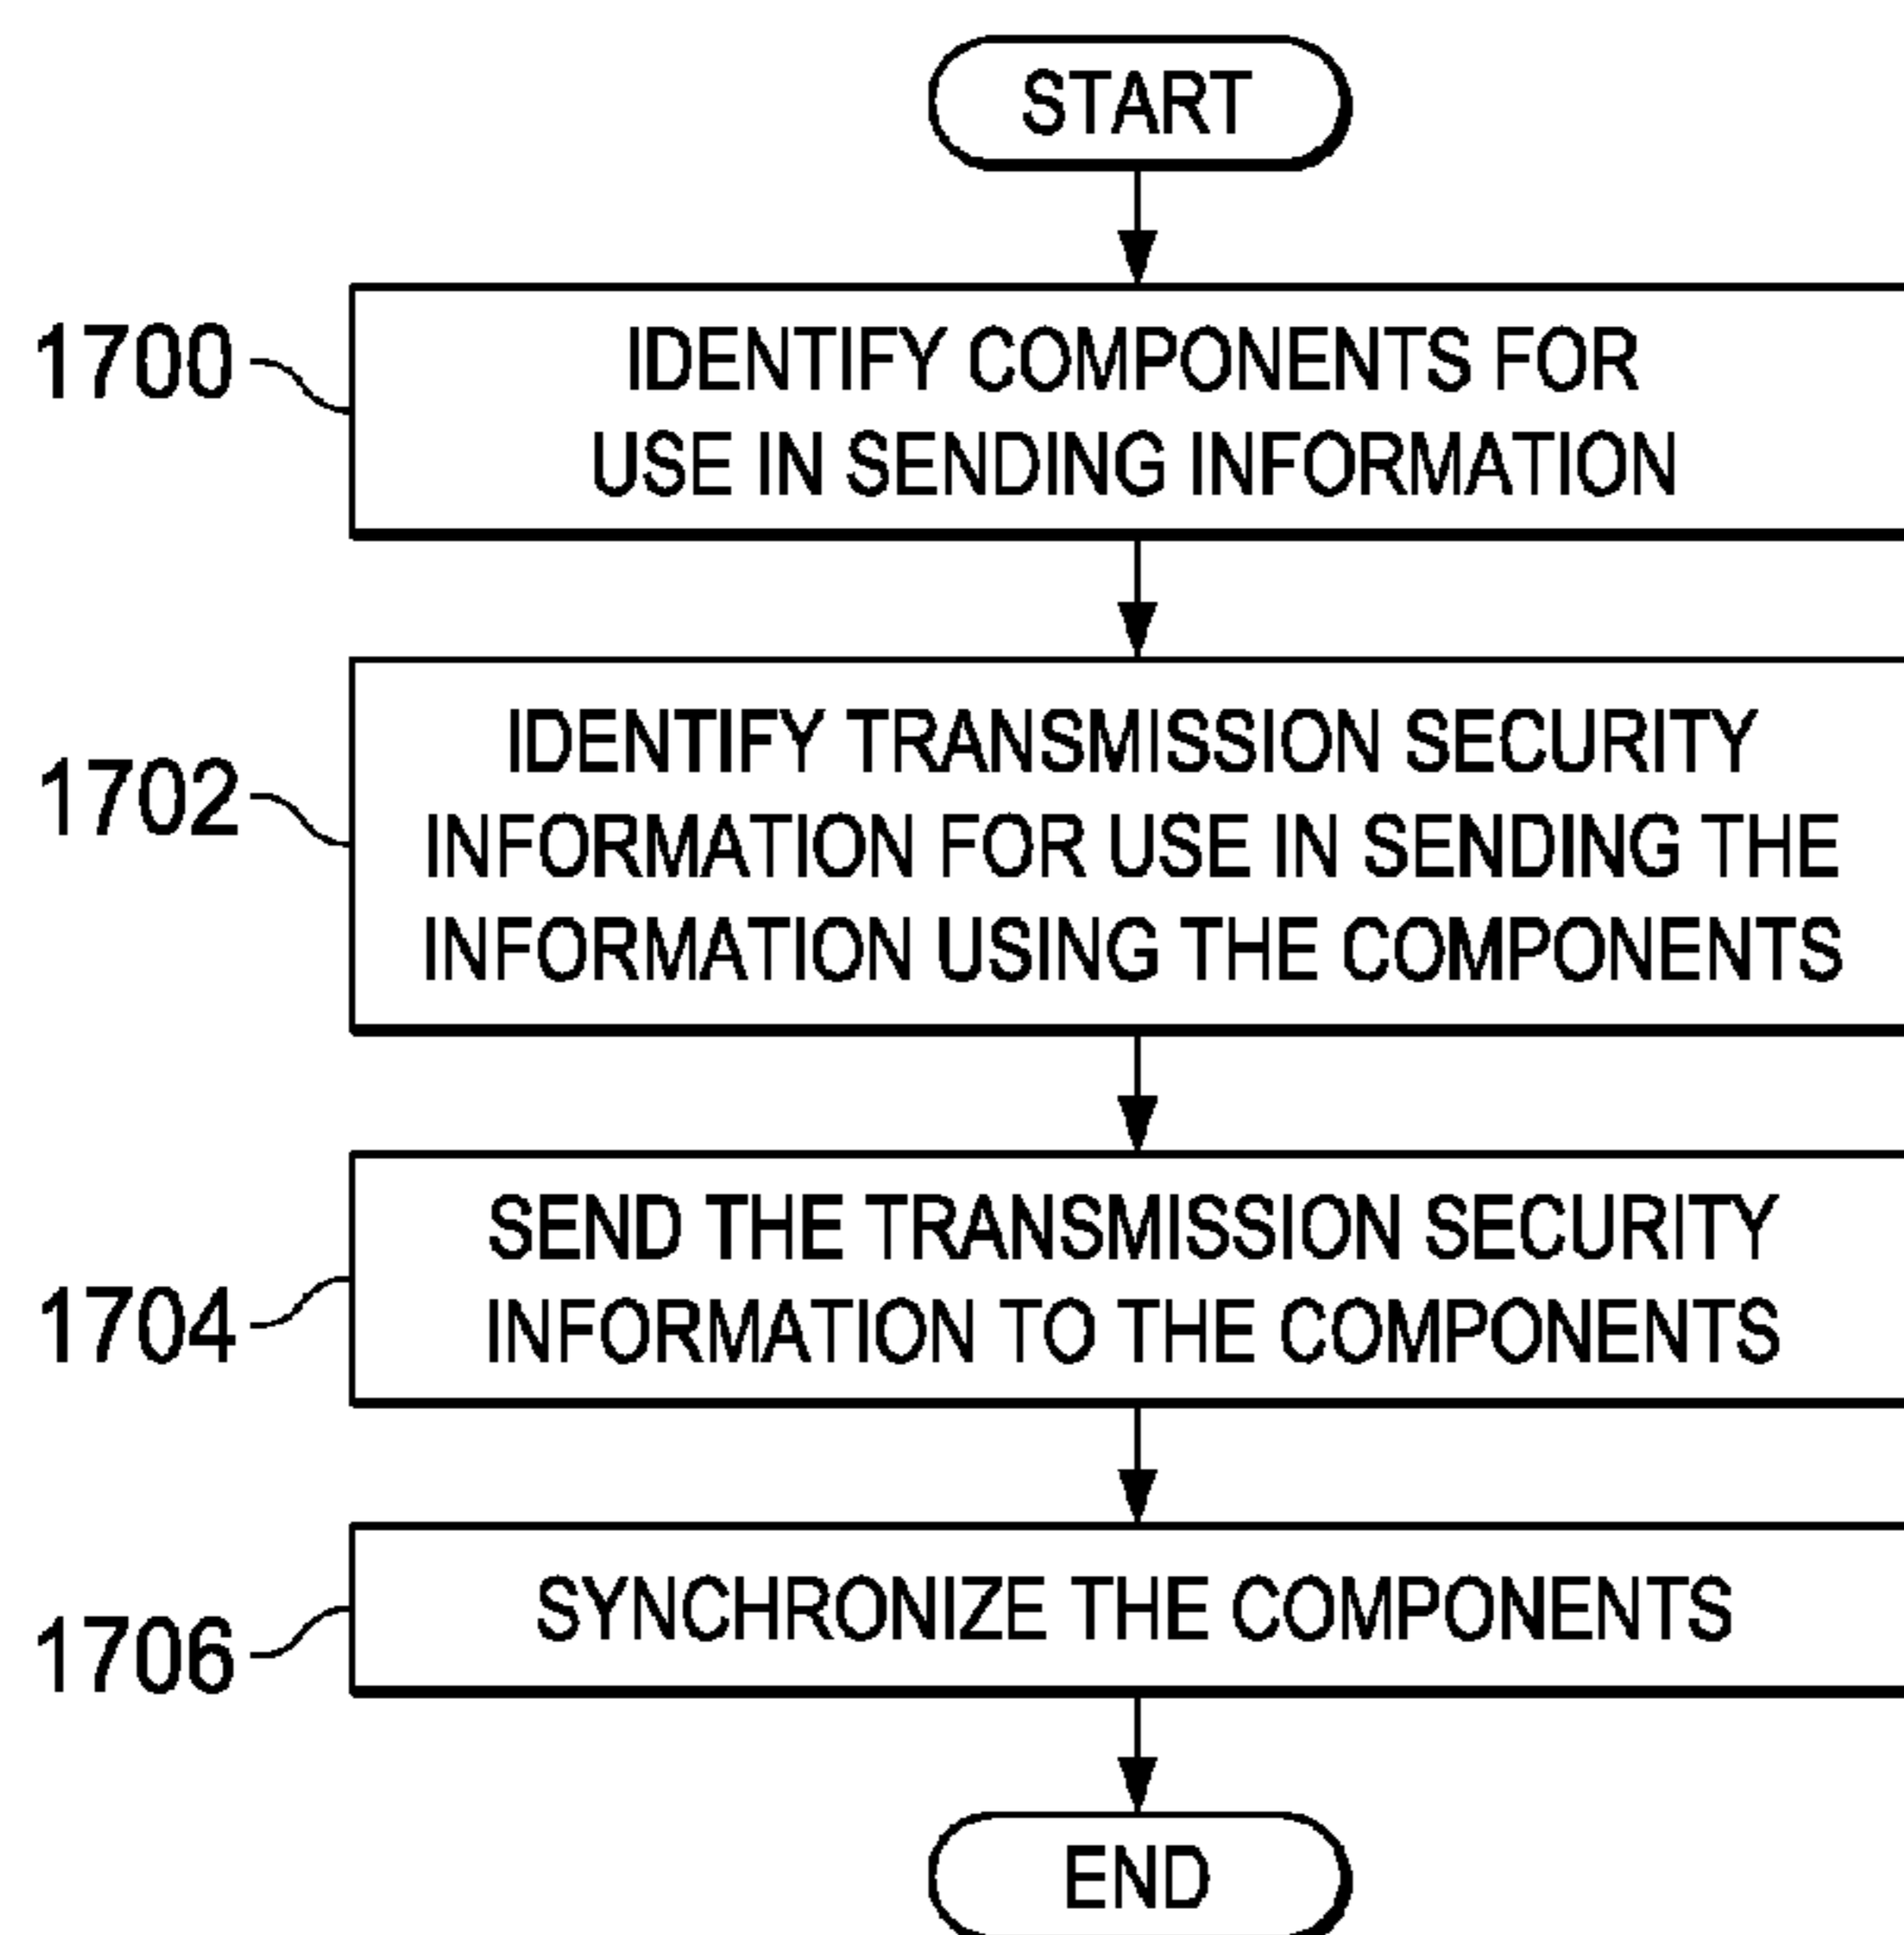 START
1700
IDENTIFY COMPONENTS FOR
USE IN SENDING INFORMATION
1702
IDENTIFY TRANSMISSION SECURITY
INFORMATION FOR USE IN SENDING THE
INFORMATION USING THE COMPONENTS
1704
SEND THE TRANSMISSION SECURITY
INFORMATION TO THE COMPONENTS
1706
SYNCHRONIZE THE COMPONENTS
END